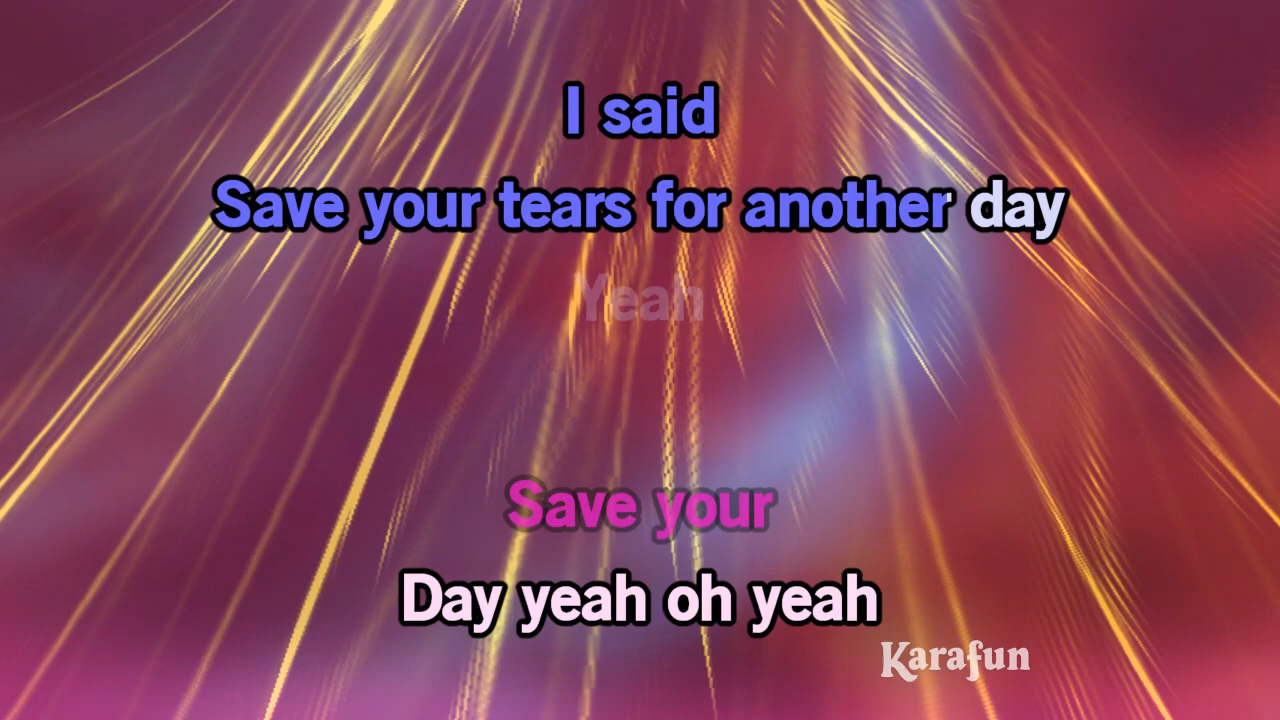 I said
Save your tears for another day
Yeah
Save your
Day yeah oh yeah
Karafun